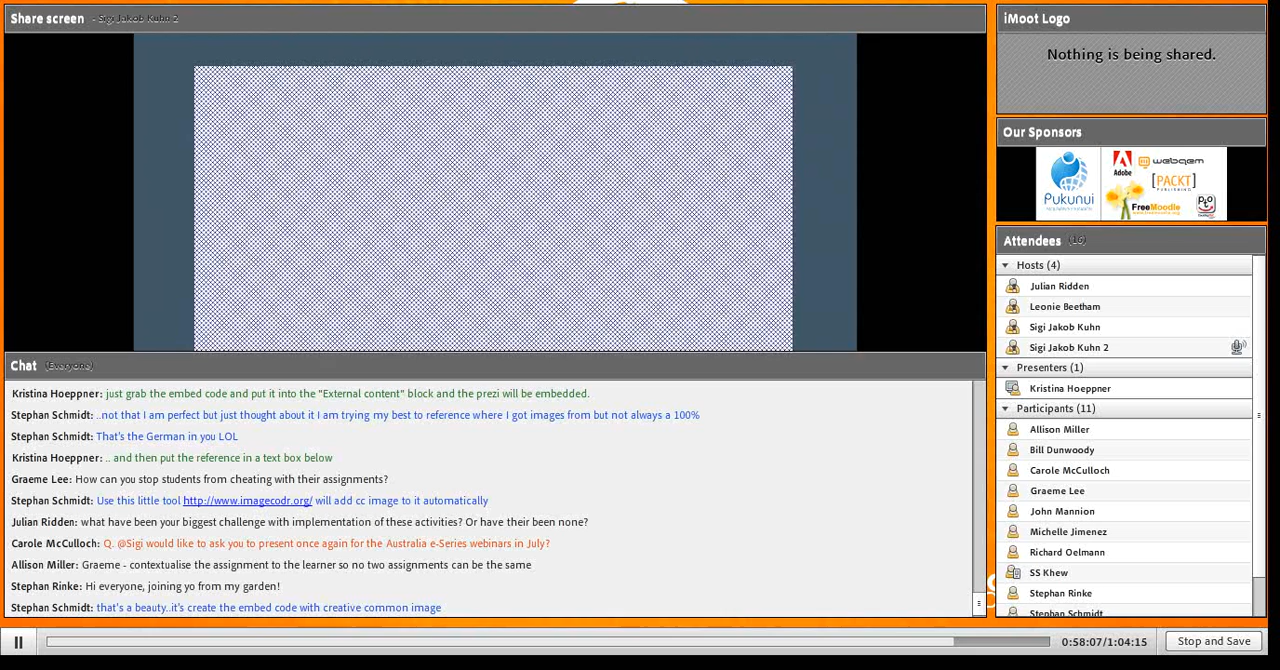 Share screen - Sigi Jakob Kuhn 2
iMoot Logo
Nothing is being shared.
Our Sponsors
Pukunui
Adobe
webqem
[PACKT]
PUBLISHING
FreeMoodle
Attendees (16)
Hosts (4)
Julian Ridden
Leonie Beetham
Sigi Jakob Kuhn
Sigi Jakob Kuhn 2
Presenters (1)
Kristina Hoeppner
Participants (11)
Allison Miller
Bill Dunwoody
Carole McCulloch
Graeme Lee
John Mannion
Michelle Jimenez
Richard Oelmann
SS Khew
Stephan Rinke
Stephan Schmidt
Chat (Everyone)
Kristina Hoeppner: just grab the embed code and put it into the "External content" block and the prezi will be embedded.
Stephan Schmidt: ..not that I am perfect but just thought about it I am trying my best to reference where I got images from but not always a 100%
Stephan Schmidt: That's the German in you LOL
Kristina Hoeppner: .. and then put the reference in a text box below
Graeme Lee: How can you stop students from cheating with their assignments?
Stephan Schmidt: Use this little tool http://www.imagecodr.org/ will add cc image to it automatically
Julian Ridden: what have been your biggest challenge with implementation of these activities? Or have their been none?
Carole McCulloch: Q. @Sigi would like to ask you to present once again for the Australia e-Series webinars in July?
Allison Miller: Graeme - contextualise the assignment to the learner so no two assignments can be the same
Stephan Rinke: Hi everyone, joining yo from my garden!
Stephan Schmidt: that's a beauty..it's create the embed code with creative common image
0:58:07/1:04:15
Stop and Save